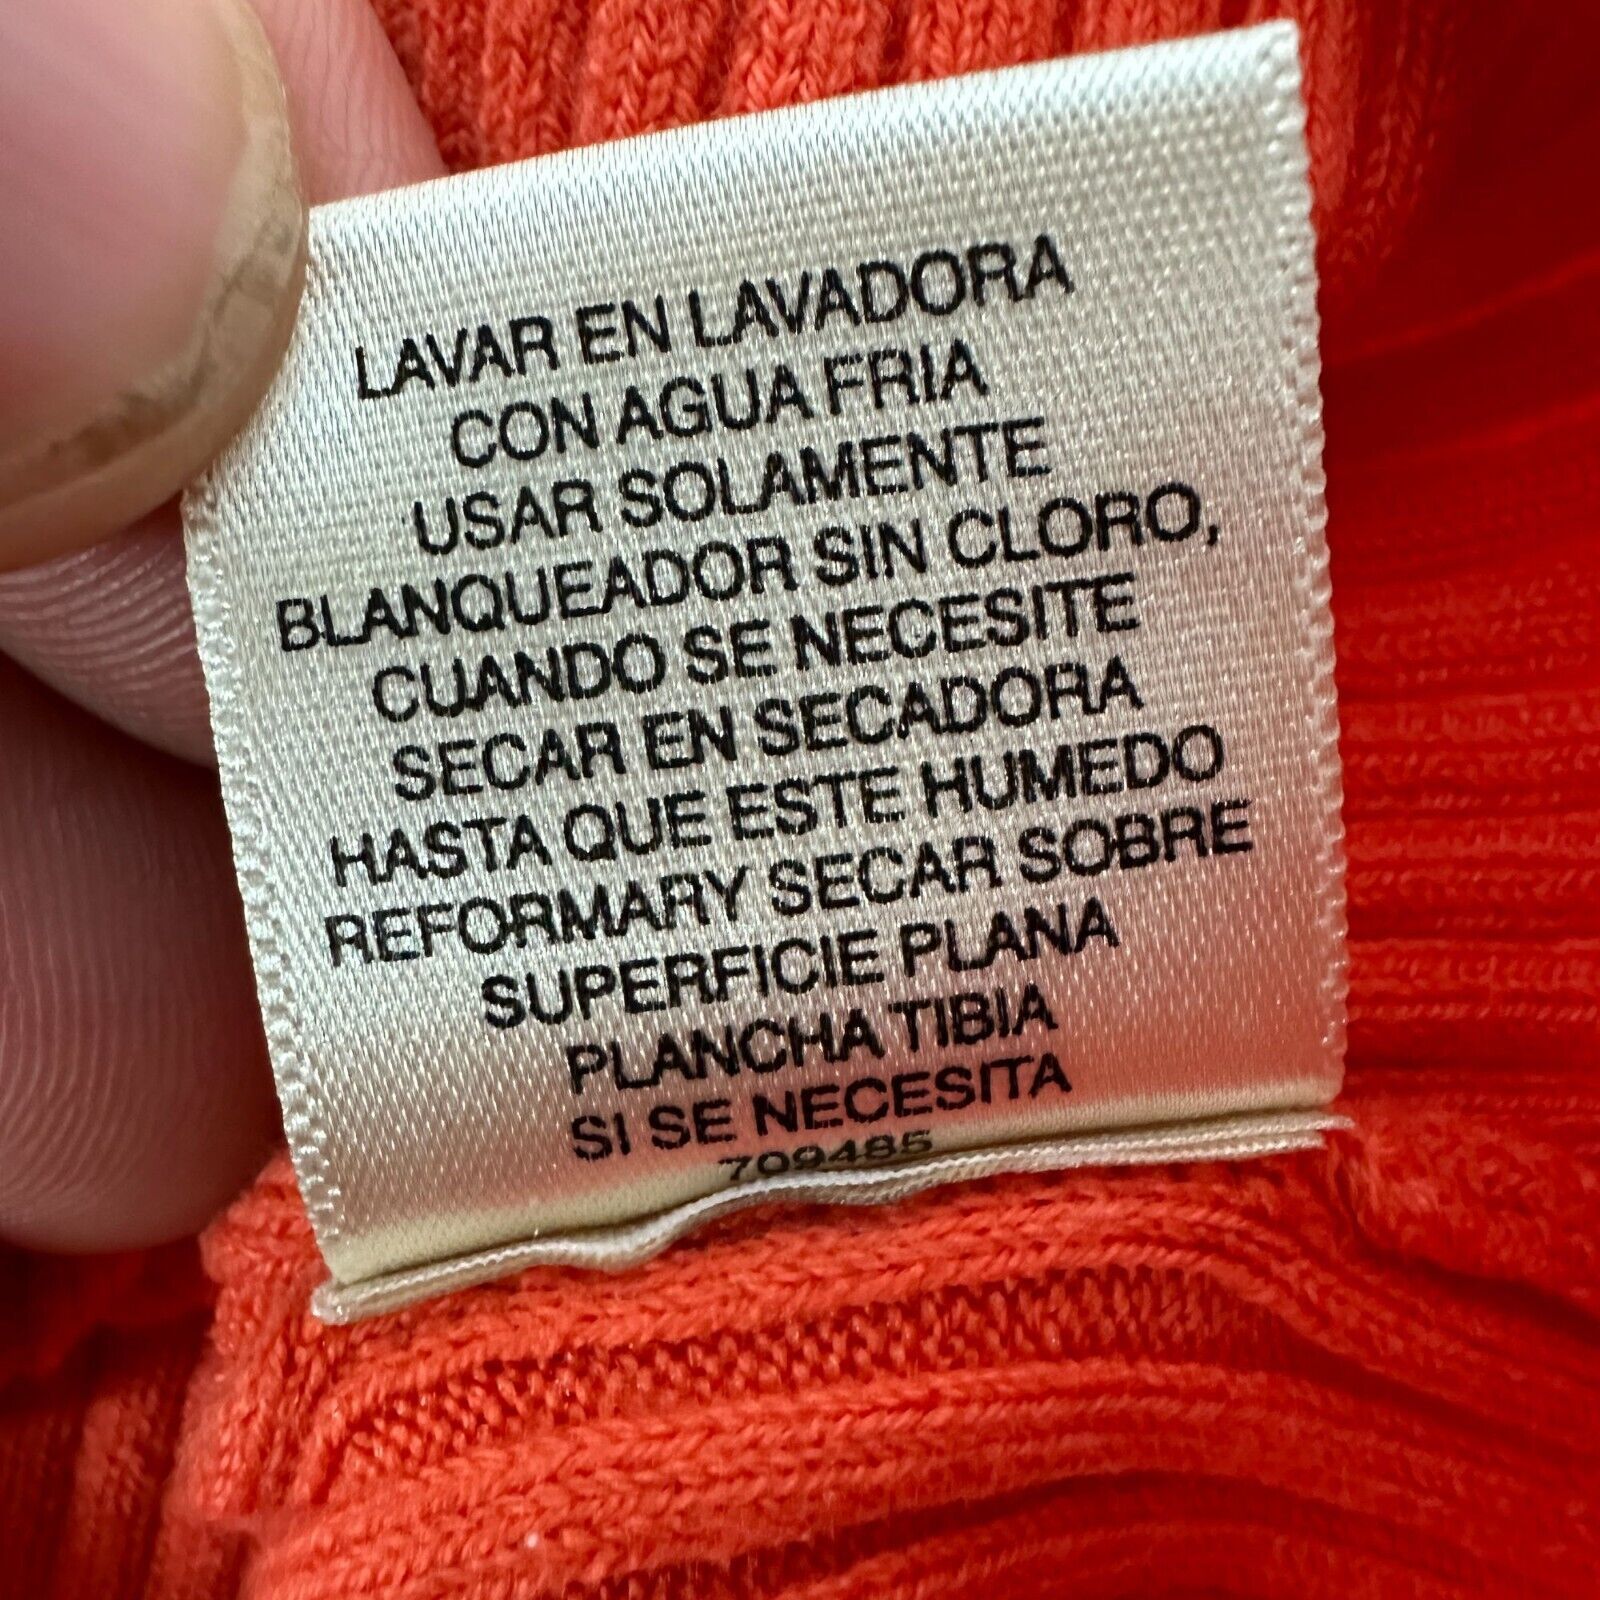 LAVAR EN LAVADORA
CON AGUA FRIA
USAR SOLAMENTE
BLANQUEADOR SIN CLORO,
CUANDO SE NECESITE
SECAR EN SECADORA
HASTA QUE ESTE HUMEDO
REFORMARY SECAR SOBRE
SUPERFICIE PLANA
PLANCHA TIBIA
SI SE NECESITA
709485